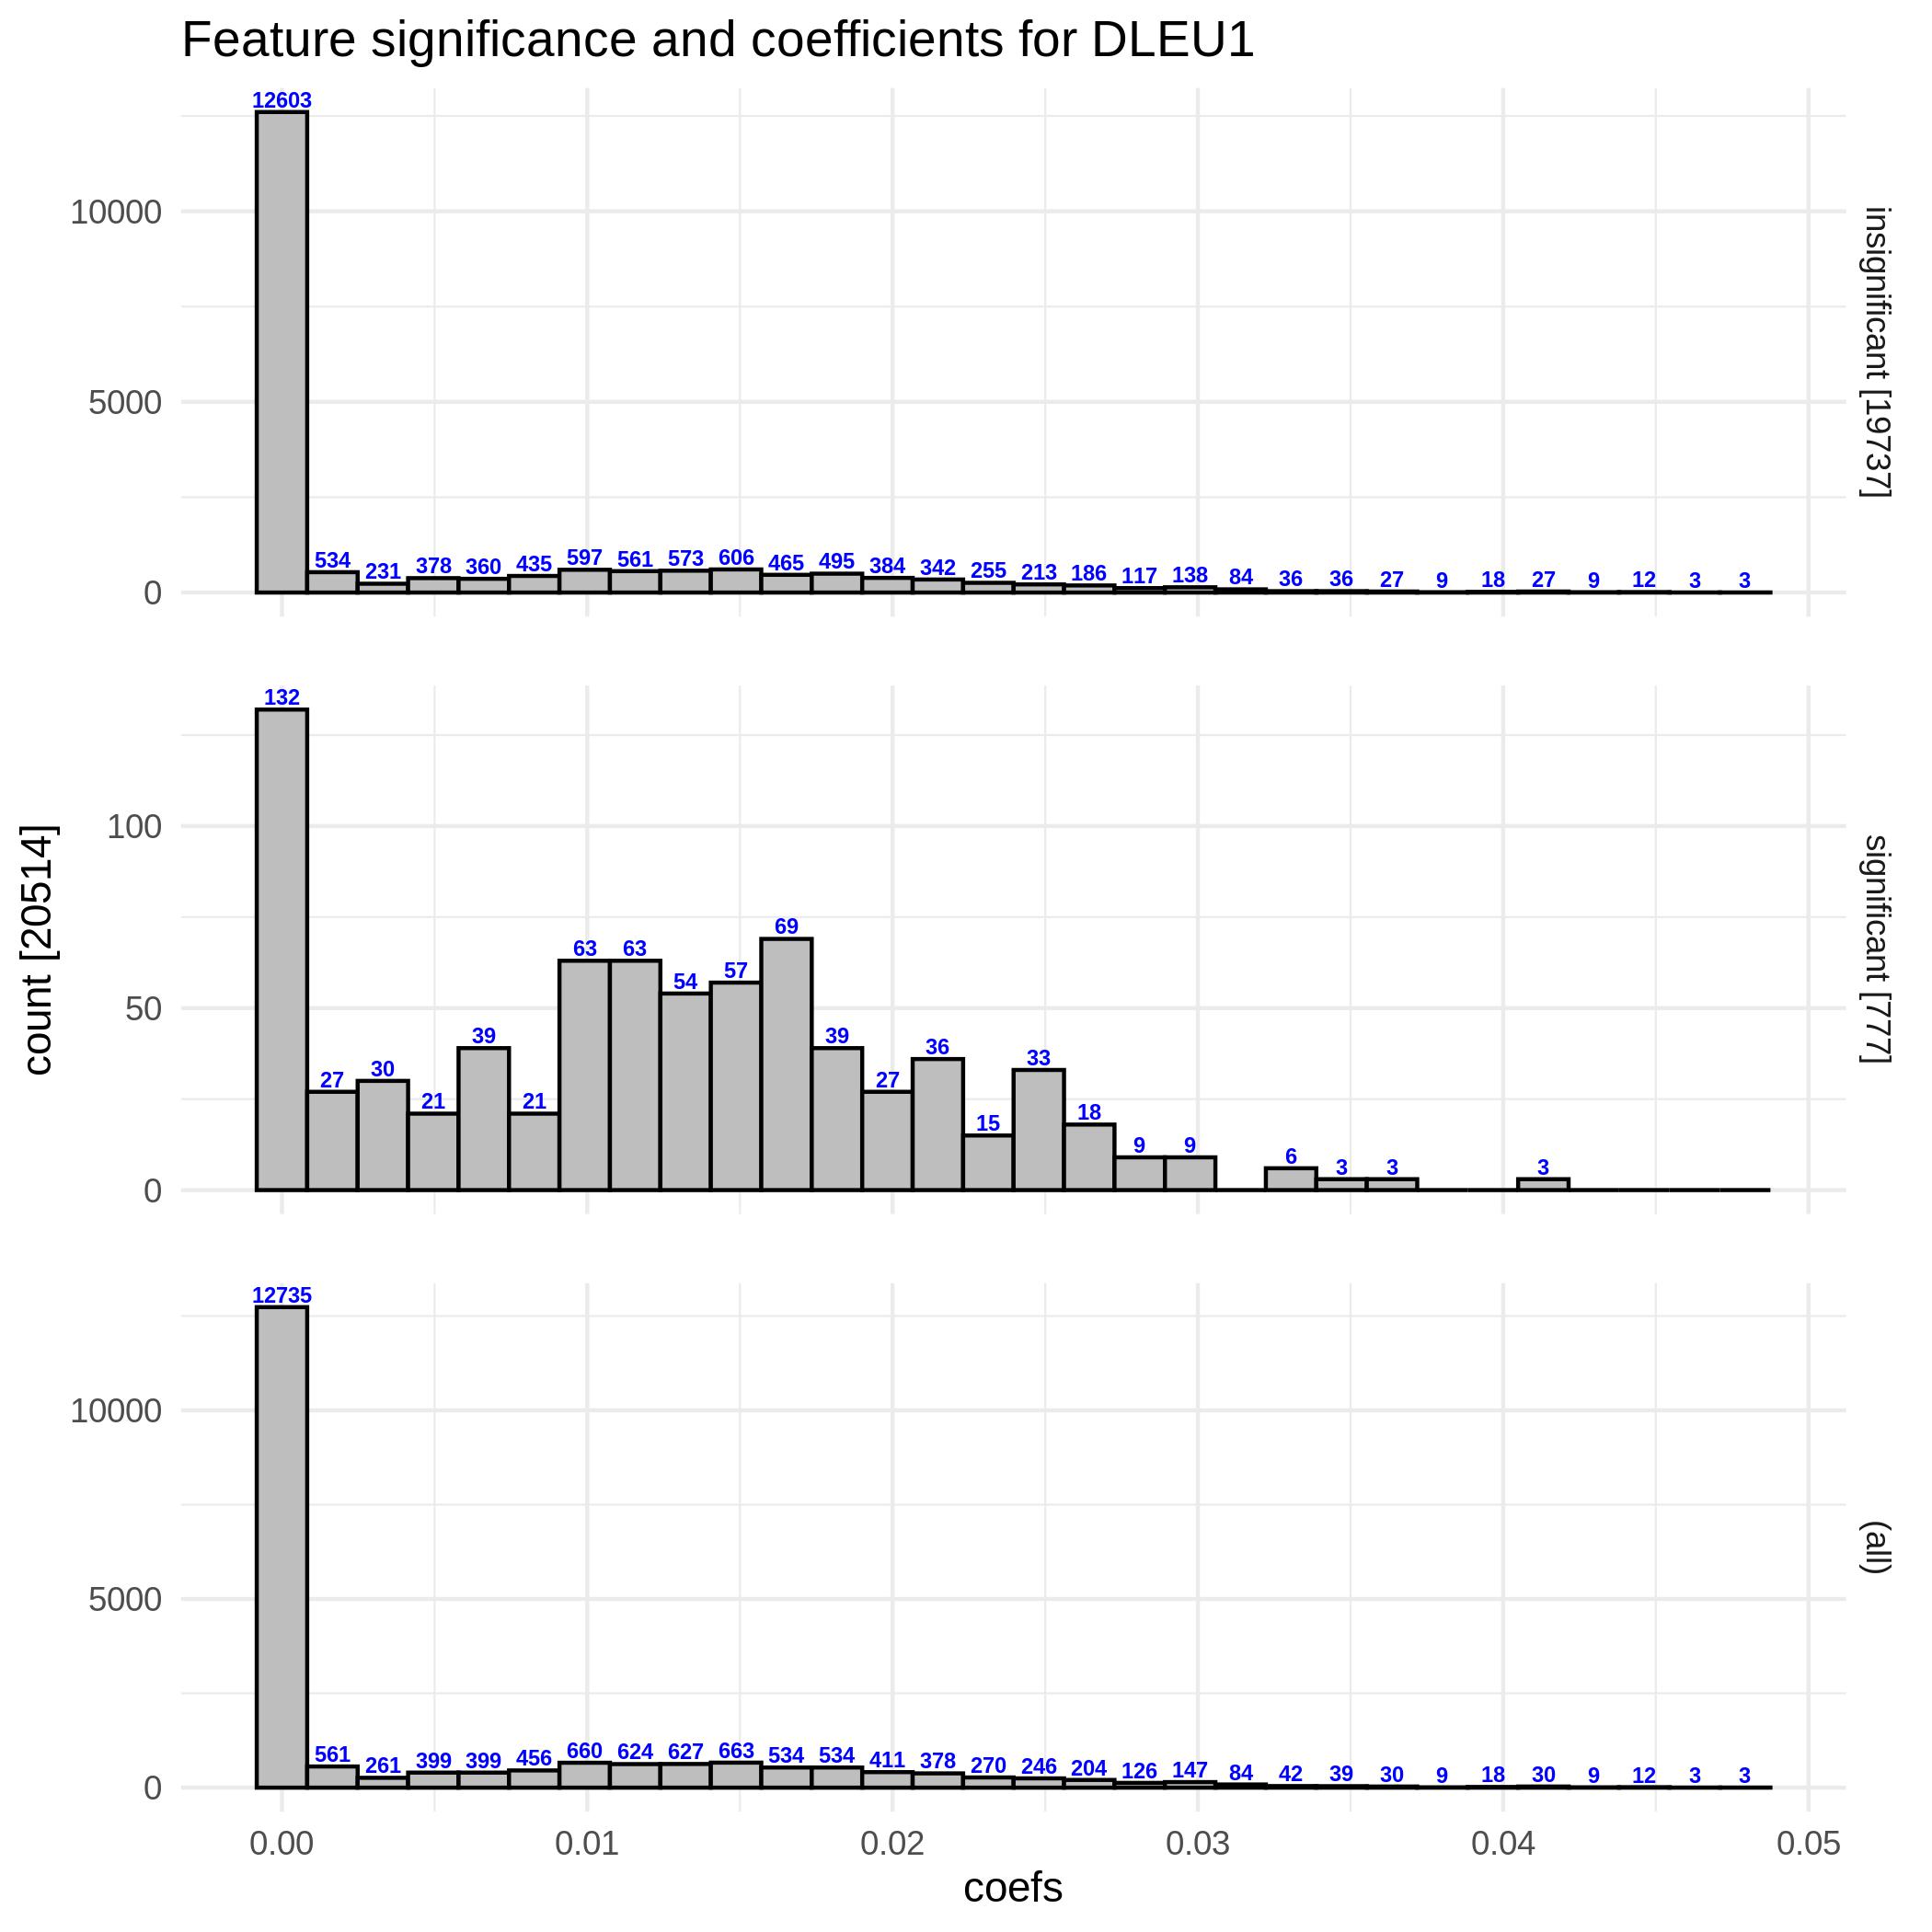 Feature significance and coefficients for DLEU1
12603
534 231 378 360 435 597 561 573 606 465 495 384 342 255 213 186 117 138 84 36 36 27 9 18 27 9 12 3 3
10000
5000
0
insignificant [19737]
132
27 30 21 39 21 63 63 54 57 69 39 27 36 15 33 18 9 9 6 3 3 3
100
50
0
significant [777]
count [20514]
12735
561 261 399 399 456 660 624 627 663 534 534 411 378 270 246 204 126 147 84 42 39 30 9 18 30 9 12 3 3
10000
5000
0
(all)
0.00 0.01 0.02 0.03 0.04 0.05
coefs